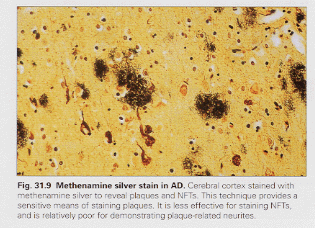 Fig. 31.9 Methenamine silver stain in AD. Cerebral cortex stained with
methenamine silver to reveal plaques and NFTs. This technique provides a
sensitive means of staining plaques. It is less effective for staining NFTs,
and is relatively poor for demonstrating plaque-related neurites.